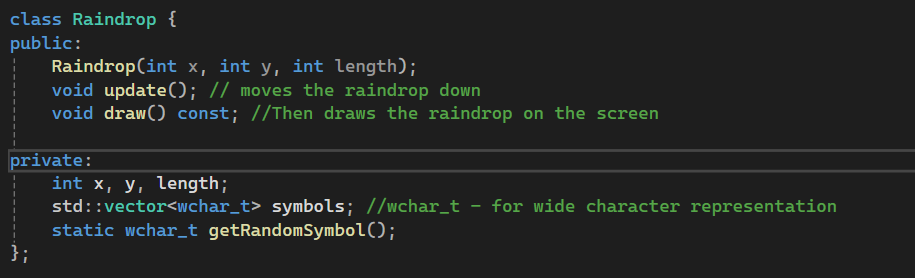 class Raindrop {
public:
    Raindrop(int x, int y, int length);
    void update(); // moves the raindrop down
    void draw() const; //Then draws the raindrop on the screen
private:
    int x, y, length;
    std::vector<wchar_t> symbols; //wchar_t - for wide character representation
    static wchar_t getRandomSymbol();
};